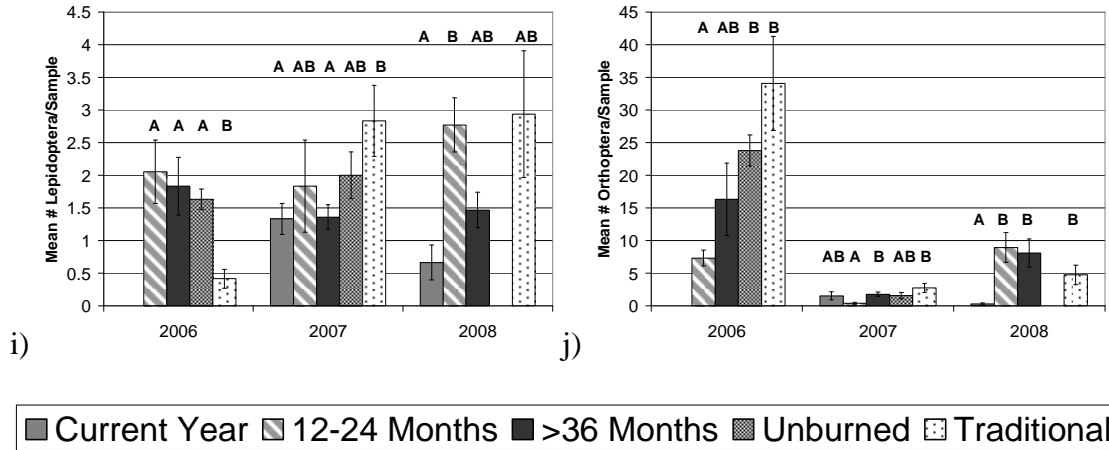 Mean # Lepidoptera/Sample
4.5
4
3.5
3
2.5
2
1.5
1
0.5
0
A A A B
A AB A AB B
A B AB AB
2006 2007 2008
i)
Mean # Orthoptera/Sample
45
40
35
30
25
20
15
10
5
0
A AB B B
AB A B AB B
A B B B
2006 2007 2008
j)
Current Year 12-24 Months >36 Months Unburned Traditional